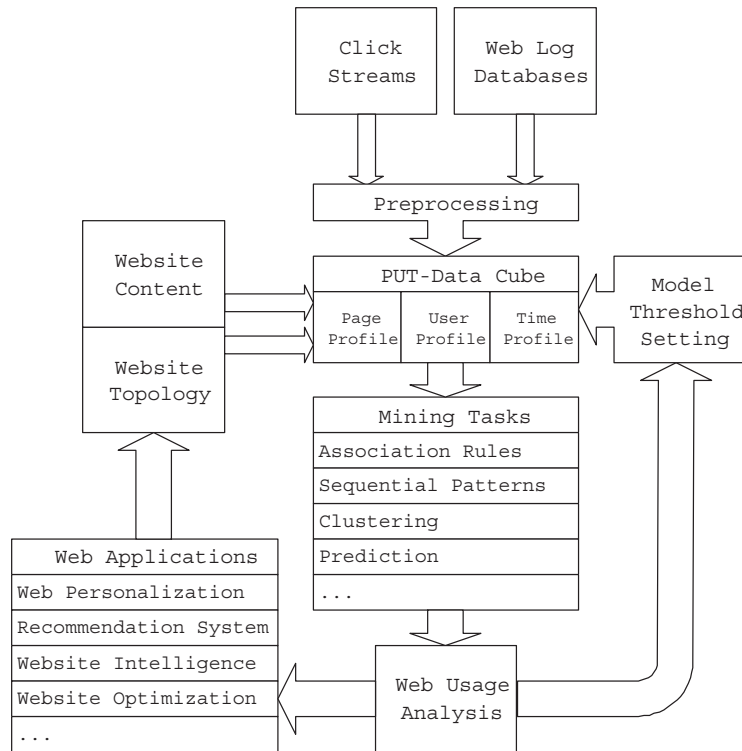 Click
Streams
Web Log
Databases
Preprocessing
Website
Content
PUT-Data Cube
Page
Profile
User
Profile
Time
Profile
Model
Threshold
Setting
Website
Topology
Mining Tasks
Association Rules
Sequential Patterns
Clustering
Prediction
...
Web Applications
Web Personalization
Recommendation System
Website Intelligence
Website Optimization
...
Web Usage
Analysis